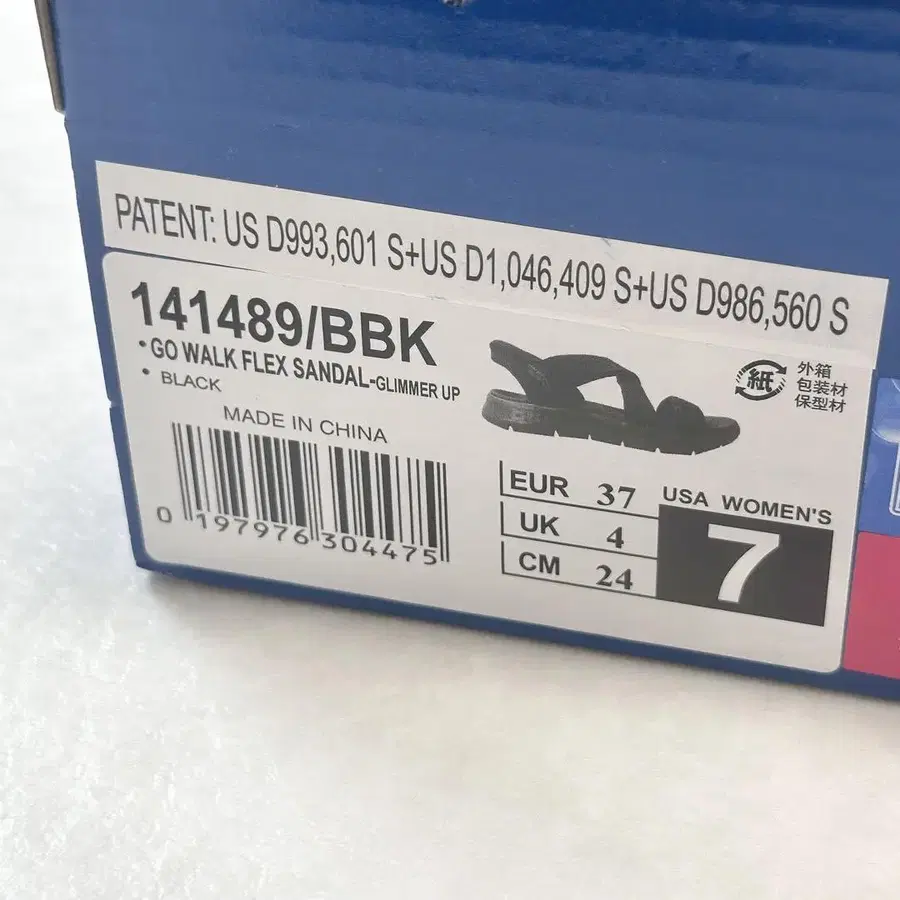 PATENT: US D993,601 S+US D1,046,409 S+US D986,560 S
141489/BBK
• GO WALK FLEX SANDAL-GLIMMER UP
• BLACK
MADE IN CHINA
0 197976 304475
紙
外箱
包装材
保型材
EUR 37
UK 4
CM 24
USA WOMEN'S
7